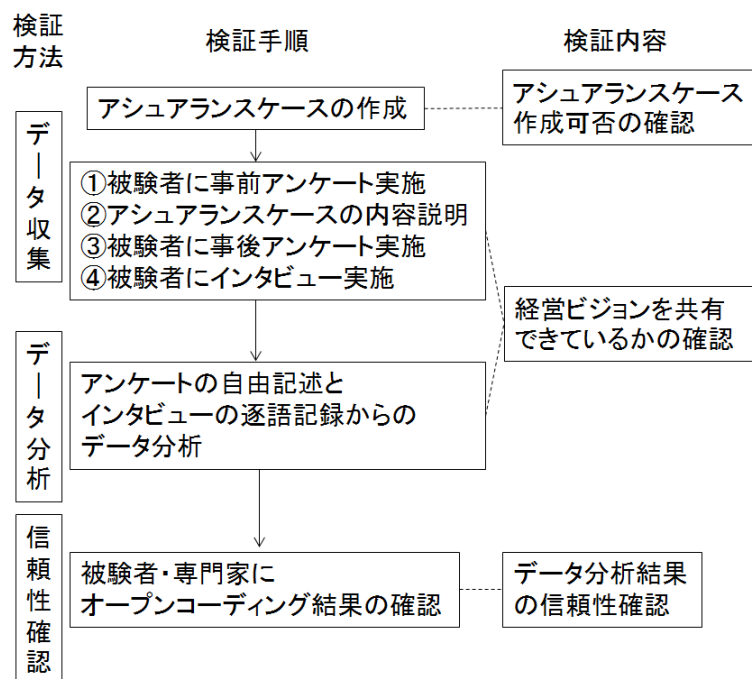 検証
方法
検証手順
検証内容
データ収集
アシュアランスケースの作成
アシュアランスケース
作成可否の確認
①被験者に事前アンケート実施
②アシュアランスケースの内容説明
③被験者に事後アンケート実施
④被験者にインタビュー実施
経営ビジョンを共有
できているかの確認
データ分析
アンケートの自由記述と
インタビューの逐語記録からの
データ分析
信頼性確認
被験者・専門家に
オープンコーディング結果の確認
データ分析結果
の信頼性確認